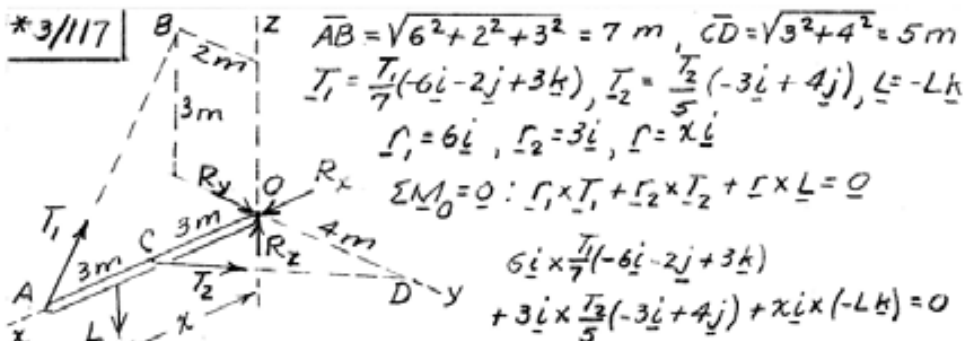 *3/117
AB = √(6² + 2² + 3²) = 7 m, CD = √(3² + 4²) = 5 m
T₁ = T₁/7 (-6i - 2j + 3k), T₂ = T₂/5 (-3i + 4j), L = -Lk
r₁ = 6i, r₂ = 3i, r = xi
ΣM₀ = 0 : r₁ × T₁ + r₂ × T₂ + r × L = 0
6i × T₁/7 (-6i - 2j + 3k)
+ 3i × T₂/5 (-3i + 4j) + xi × (-Lk) = 0
B
z
2m
3m
Ry
O
Rx
T₁
3m
C
Rz
4m
A
3m
T₂
D
y
x
L
x